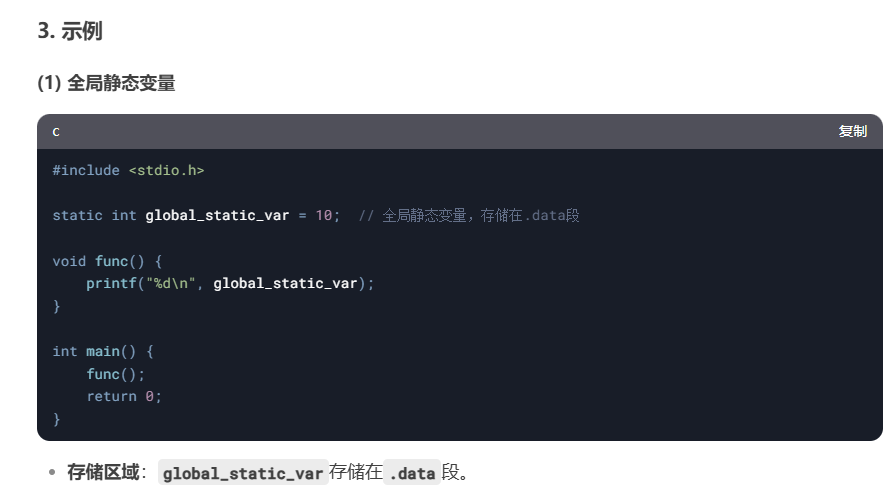 3. 示例
(1) 全局静态变量
c 复制
#include <stdio.h>
static int global_static_var = 10;  // 全局静态变量，存储在.data段
void func() {
    printf("%d\n", global_static_var);
}
int main() {
    func();
    return 0;
}
• 存储区域： global_static_var 存储在 .data 段。